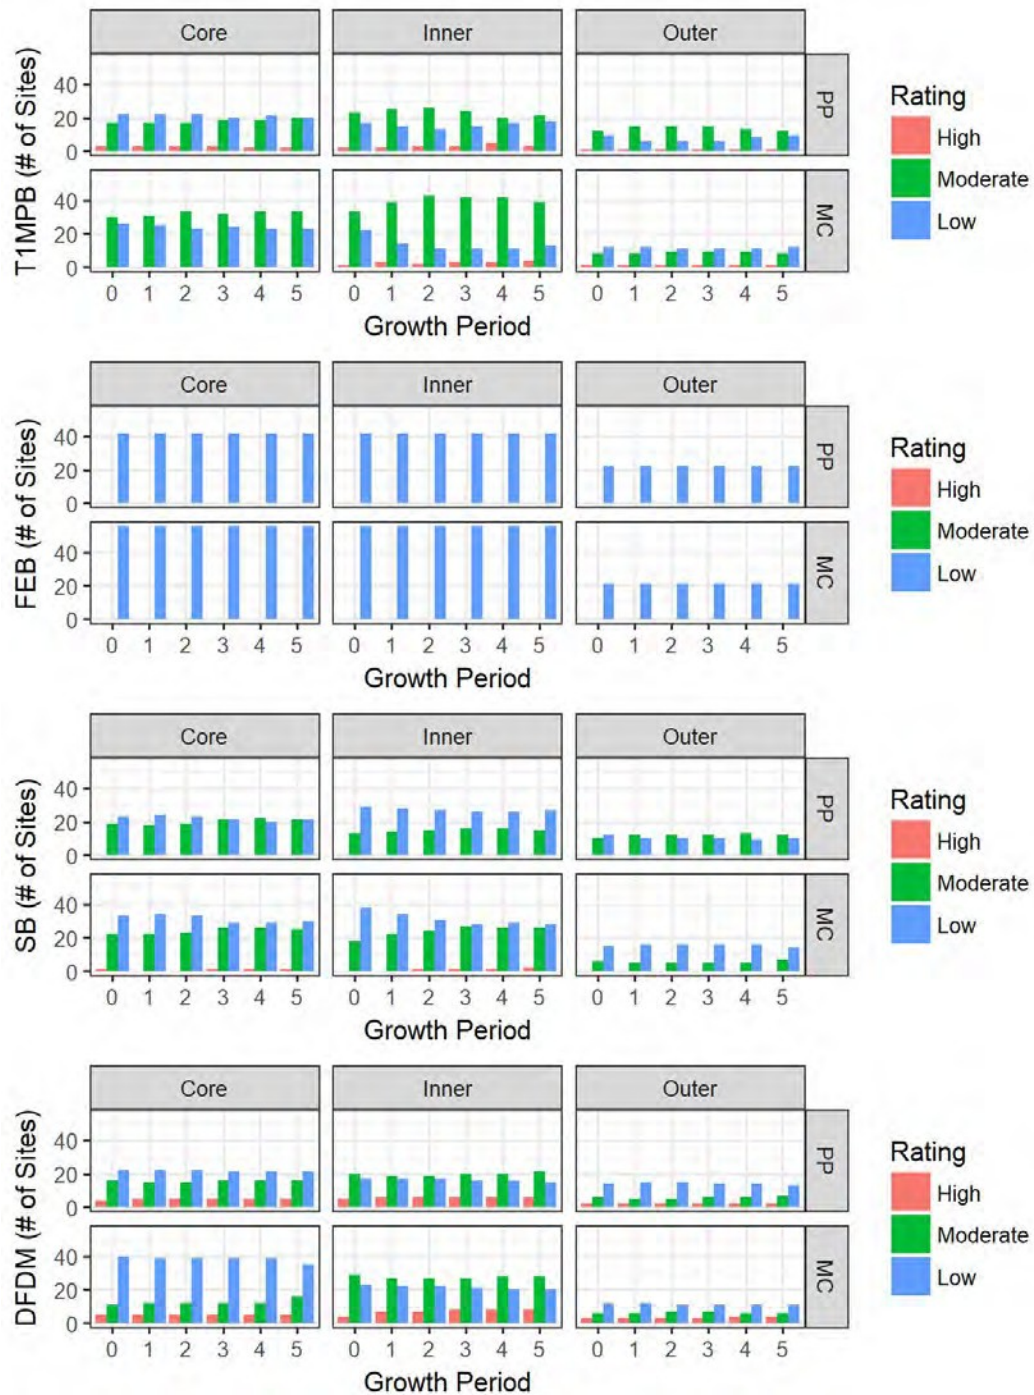 Core Inner Outer
T1MPB (# of Sites)
40
20
0
PP
40
20
0
MC
0 1 2 3 4 5 0 1 2 3 4 5 0 1 2 3 4 5
Growth Period
Rating
High
Moderate
Low
Core Inner Outer
FEB (# of Sites)
40
20
0
PP
40
20
0
MC
0 1 2 3 4 5 0 1 2 3 4 5 0 1 2 3 4 5
Growth Period
Rating
High
Moderate
Low
Core Inner Outer
SB (# of Sites)
40
20
0
PP
40
20
0
MC
0 1 2 3 4 5 0 1 2 3 4 5 0 1 2 3 4 5
Growth Period
Rating
High
Moderate
Low
Core Inner Outer
DFDM (# of Sites)
40
20
0
PP
40
20
0
MC
0 1 2 3 4 5 0 1 2 3 4 5 0 1 2 3 4 5
Growth Period
Rating
High
Moderate
Low